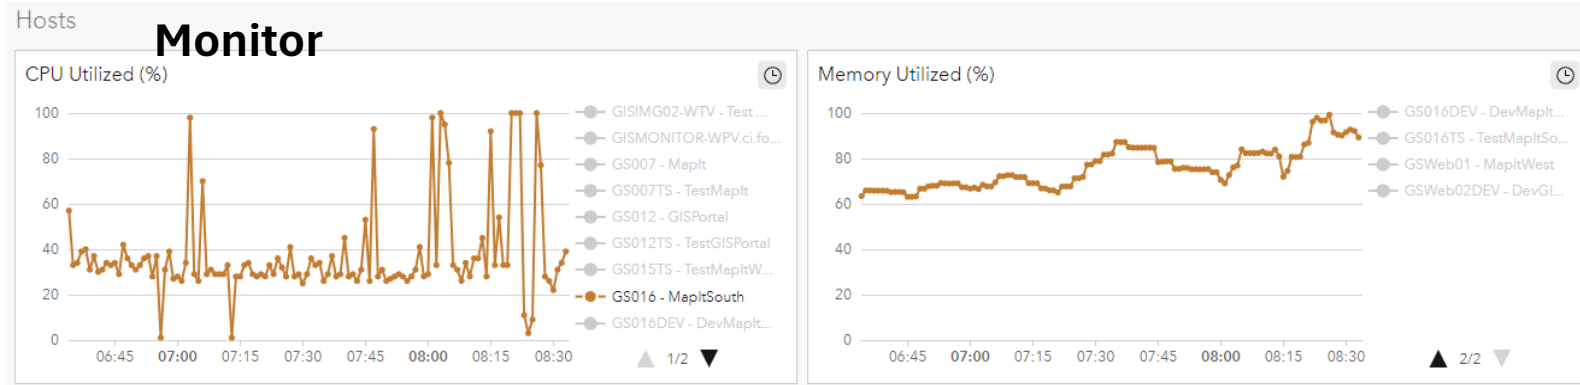 Hosts
Monitor
CPU Utilized (%)
100
80
60
40
20
0
06:45 07:00 07:15 07:30 07:45 08:00 08:15 08:30
GISIMG02-WTV - Test ...
GISMONITOR-WPV.ci.fo...
GS007 - MapIt
GS007TS - TestMapIt
GS012 - GISPortal
GS012TS - TestGISPortal
GS015TS - TestMapItW...
GS016 - MapItSouth
GS016DEV - DevMapIt...
1/2
Memory Utilized (%)
100
80
60
40
20
0
06:45 07:00 07:15 07:30 07:45 08:00 08:15 08:30
GS016DEV - DevMapIt...
GS016TS - TestMapItSo...
GSWeb01 - MapItWest
GSWeb02DEV - DevGI...
2/2